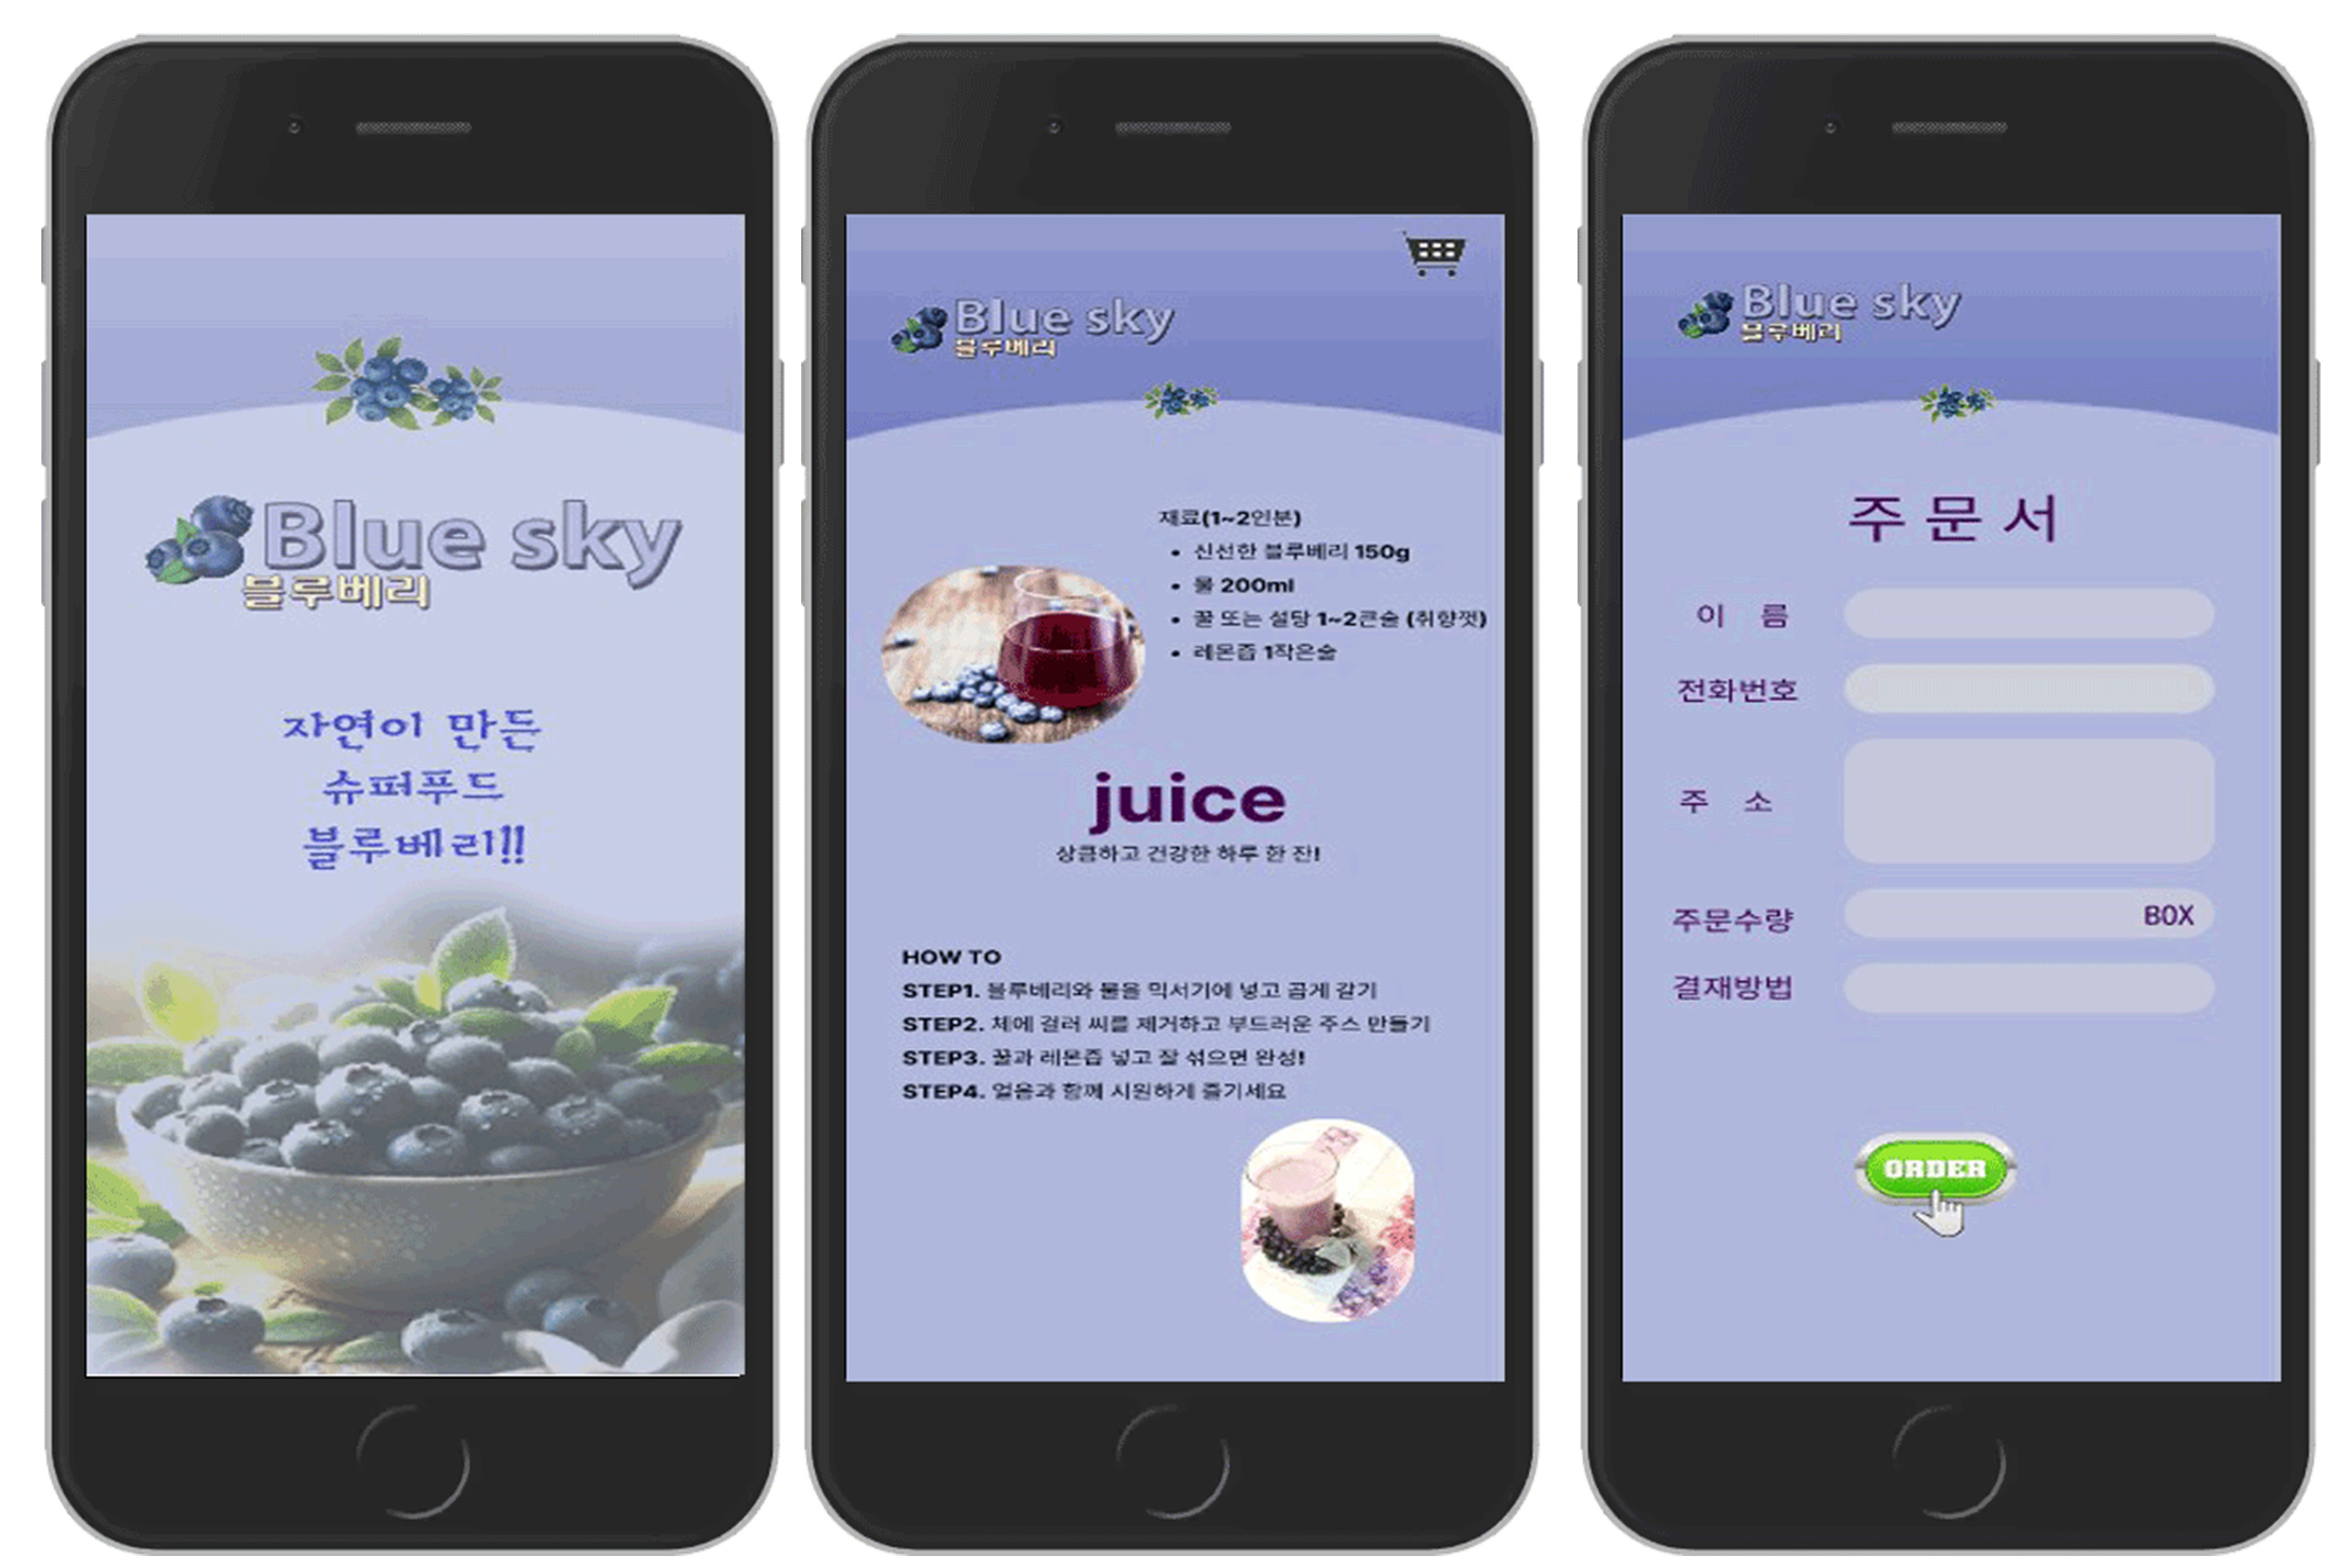 Blue sky
블루베리
자연이 만든
슈퍼푸드
블루베리!!
Blue sky
블루베리
재료(1~2인분)
• 신선한 블루베리 150g
• 물 200ml
• 꿀 또는 설탕 1~2큰술 (취향껏)
• 레몬즙 1작은술
juice
상큼하고 건강한 하루 한 잔!
HOW TO
STEP1. 블루베리와 물을 믹서기에 넣고 곱게 갈기
STEP2. 체에 걸러 씨를 제거하고 부드러운 주스 만들기
STEP3. 꿀과 레몬즙 넣고 잘 섞으면 완성!
STEP4. 얼음과 함께 시원하게 즐기세요
Blue sky
블루베리
주 문 서
이 름
전화번호
주 소
주문수량 BOX
결재방법
ORDER